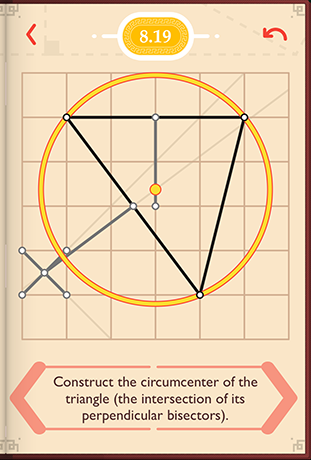 8.19
Construct the circumcenter of the
triangle (the intersection of its
perpendicular bisectors).